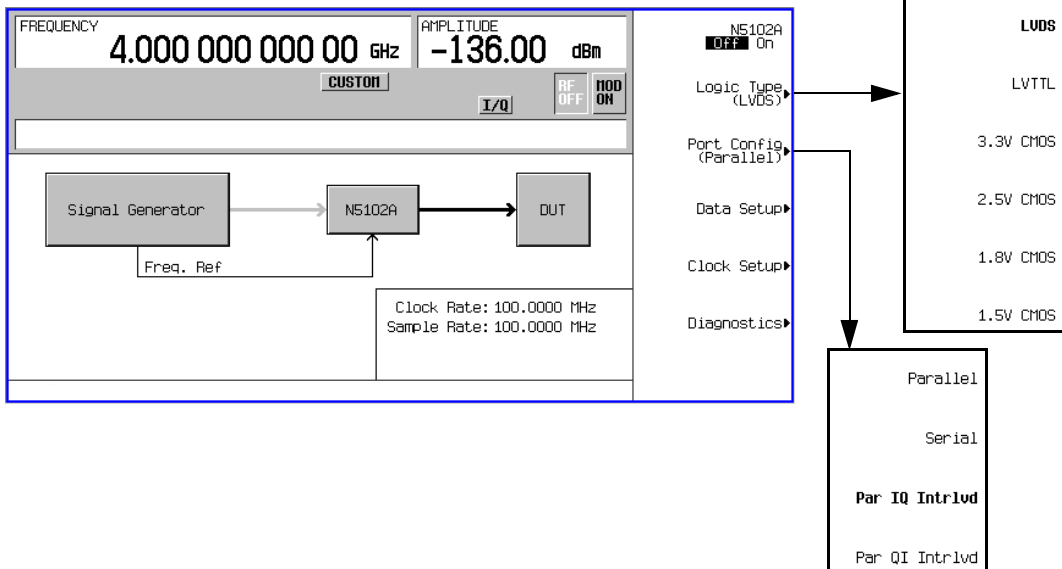 FREQUENCY
4.000 000 000 00 GHz
AMPLITUDE
-136.00 dBm
CUSTOM
I/Q
RF OFF
MOD ON
Signal Generator
N5102A
DUT
Freq. Ref
Clock Rate: 100.0000 MHz
Sample Rate: 100.0000 MHz
N5102A
Off On
Logic Type
(LVDS)
Port Config
(Parallel)
Data Setup
Clock Setup
Diagnostics
LVDS
LVTTL
3.3V CMOS
2.5V CMOS
1.8V CMOS
1.5V CMOS
Parallel
Serial
Par IQ Intrlvd
Par QI Intrlvd